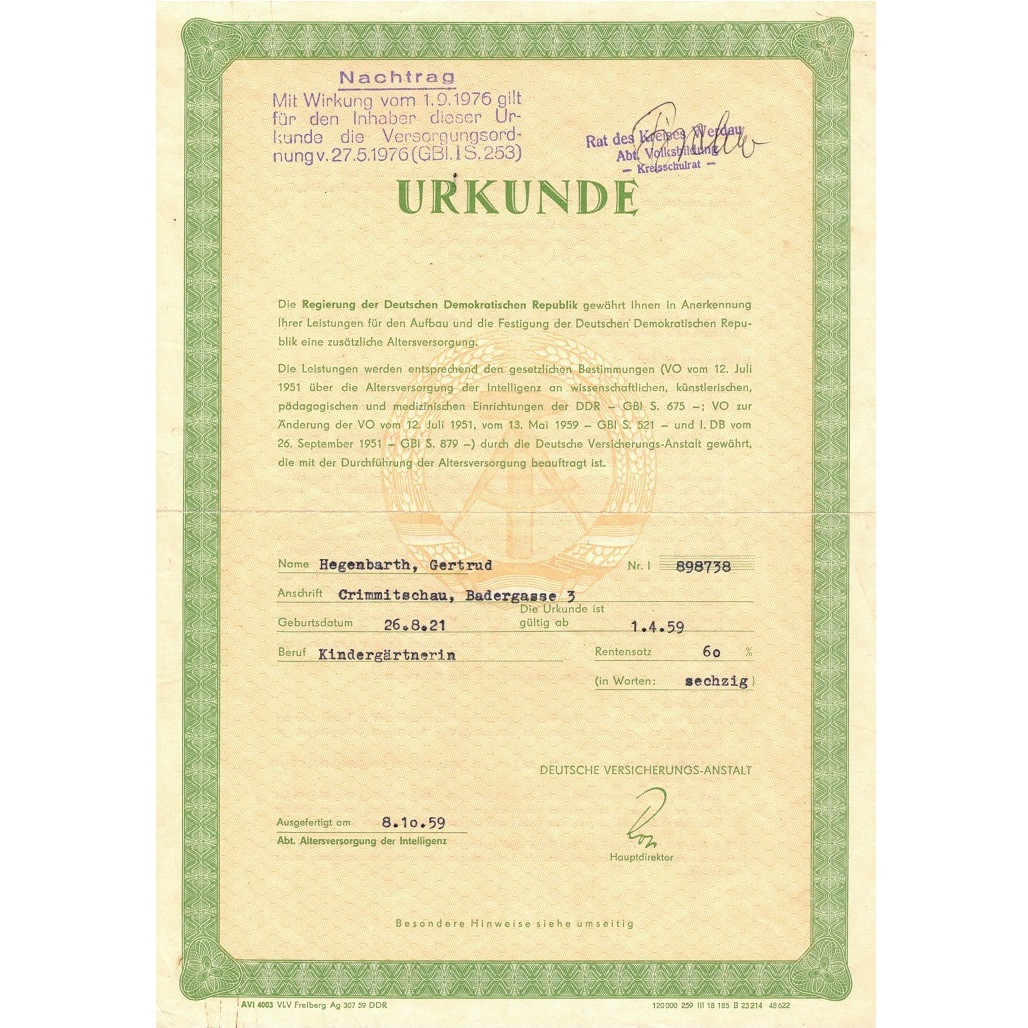 Nachtrag
Mit Wirkung vom 1.9.1976 gilt
für den Inhaber dieser Ur-
kunde die Versorgungsord-
nung v. 27.5.1976 (GBl. I S. 253)
Rat des Kreises Werdau
Abt. Volksbildung
— Kreisschulrat —
URKUNDE
Die Regierung der Deutschen Demokratischen Republik gewährt Ihnen in Anerkennung
Ihrer Leistungen für den Aufbau und die Festigung der Deutschen Demokratischen Repu-
blik eine zusätzliche Altersversorgung.
Die Leistungen werden entsprechend den gesetzlichen Bestimmungen (VO vom 12. Juli
1951 über die Altersversorgung der Intelligenz an wissenschaftlichen, künstlerischen,
pädagogischen und medizinischen Einrichtungen der DDR – GBl S. 675 –; VO zur
Änderung der VO vom 12. Juli 1951, vom 13. Mai 1959 – GBl S. 521 – und I. DB vom
26. September 1951 – GBl S. 879 –) durch die Deutsche Versicherungs-Anstalt gewährt,
die mit der Durchführung der Altersversorgung beauftragt ist.
Name Hegenbarth, Gertrud Nr. I 898738
Anschrift Crimmitschau, Badergasse 3
Geburtsdatum 26.8.21 Die Urkunde ist
gültig ab 1.4.59
Beruf Kindergärtnerin Rentensatz 60 %
(in Worten: sechzig)
DEUTSCHE VERSICHERUNGS-ANSTALT
Ausgefertigt am 8.10.59
Abt. Altersversorgung der Intelligenz
Hauptdirektor
Besondere Hinweise siehe umseitig
AVI 4003 VLV Freiberg Ag 307 59 DDR 120000 259 III 18 185 B 23214 48622